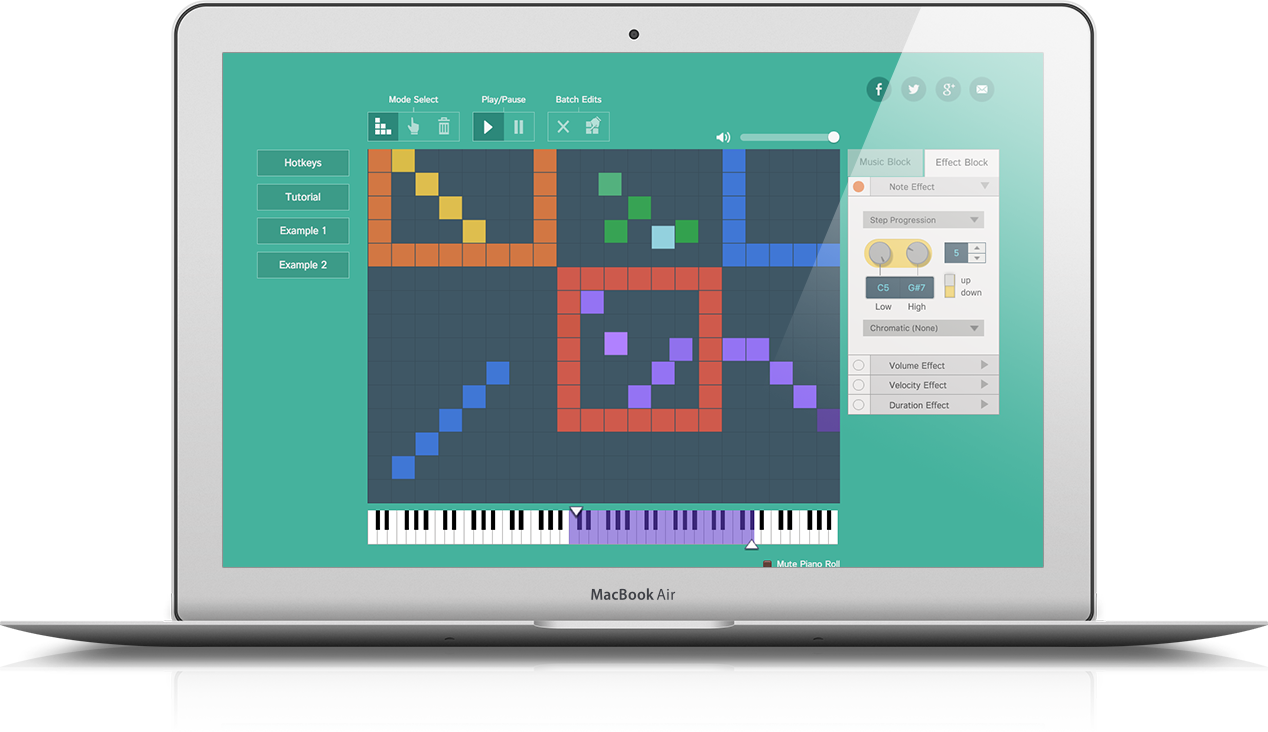 Mode Select Play/Pause Batch Edits
f g+
Hotkeys
Tutorial
Example 1
Example 2
Music Block Effect Block
Note Effect
Step Progression
5
C5 G#7
up
down
Low High
Chromatic (None)
Volume Effect
Velocity Effect
Duration Effect
Mute Piano Roll
MacBook Air